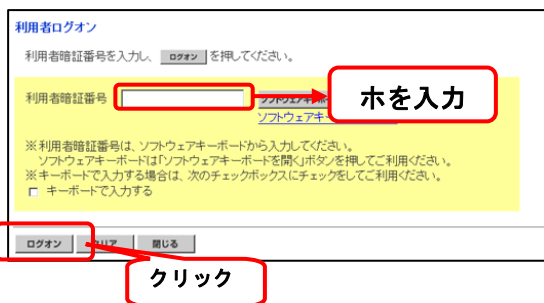 利用者ログオン
利用者暗証番号を入力し、 ログオン を押してください。
利用者暗証番号
ホを入力
※利用者暗証番号は、ソフトウェアキーボードから入力してください。
ソフトウェアキーボードは「ソフトウェアキーボードを開く」ボタンを押してご利用ください。
※キーボードで入力する場合は、次のチェックボックスにチェックをしてご利用ください。
キーボードで入力する
ログオン 閉じる
クリック